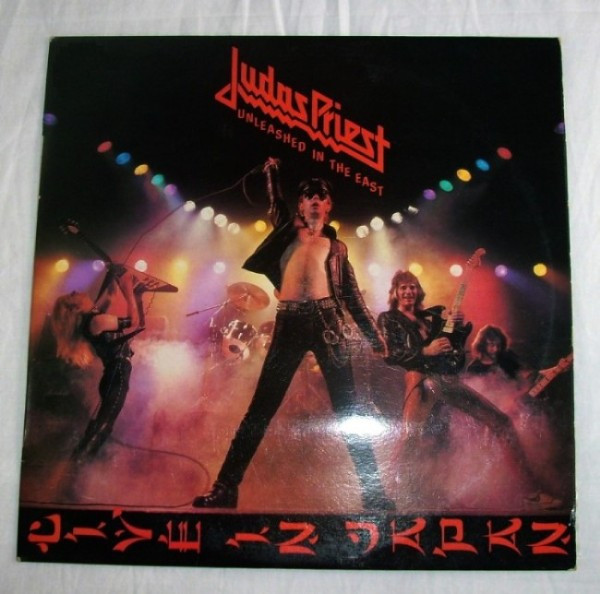 Judas Priest
UNLEASHED IN THE EAST
LIVE IN JAPAN